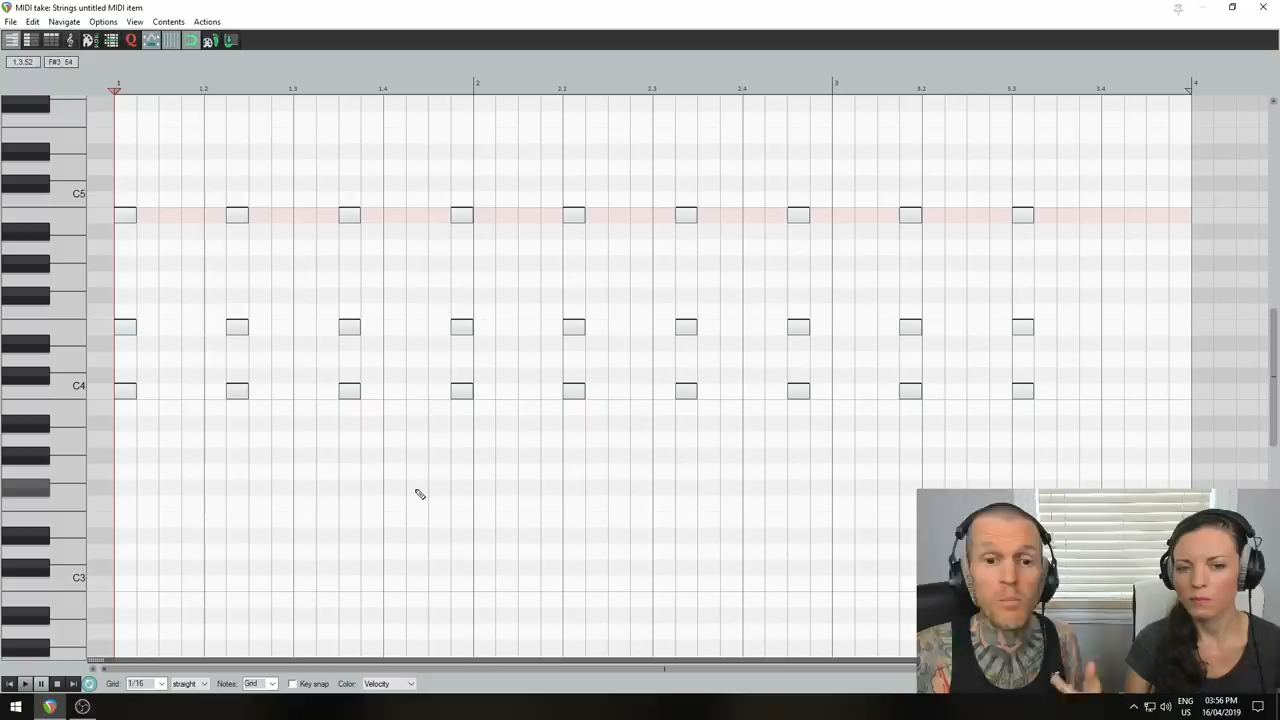 MIDI take: Strings untitled MIDI item
File Edit Navigate Options View Contents Actions
Q
1.3.52 F#3 54
1 2 3 4
1.2 1.3 1.4 2.2 2.3 2.4 3.2 3.3 3.4
C5
C4
C3
Grid: 1/16 straight Notes: Grid Key snap Color: Velocity
ENG 03:56 PM
US 16/04/2019